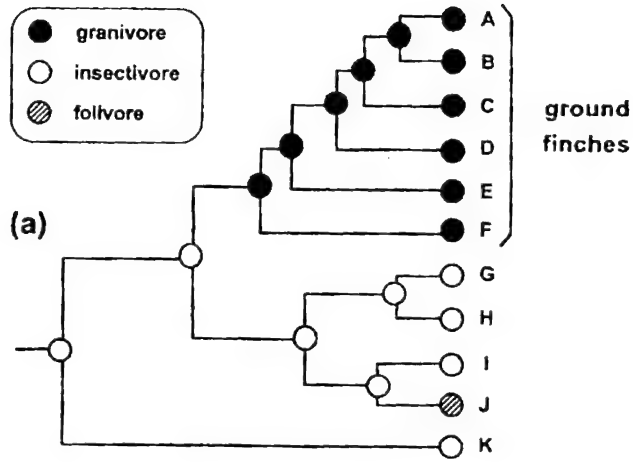 granivore
insectivore
folivore
A
B
C
D
E
F
ground
finches
(a)
G
H
I
J
K